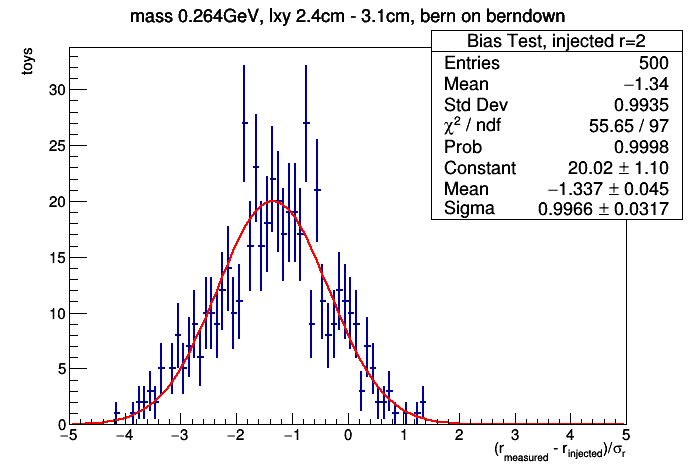 mass 0.264GeV, lxy 2.4cm - 3.1cm, bern on berndown
Bias Test, injected r=2
Entries 500
Mean −1.34
Std Dev 0.9935
χ² / ndf 55.65 / 97
Prob 0.9998
Constant 20.02 ± 1.10
Mean −1.337 ± 0.045
Sigma 0.9966 ± 0.0317
toys
30
25
20
15
10
5
0
−5 −4 −3 −2 −1 0 1 2 3 4 5
(r_measured - r_injected)/σ_r